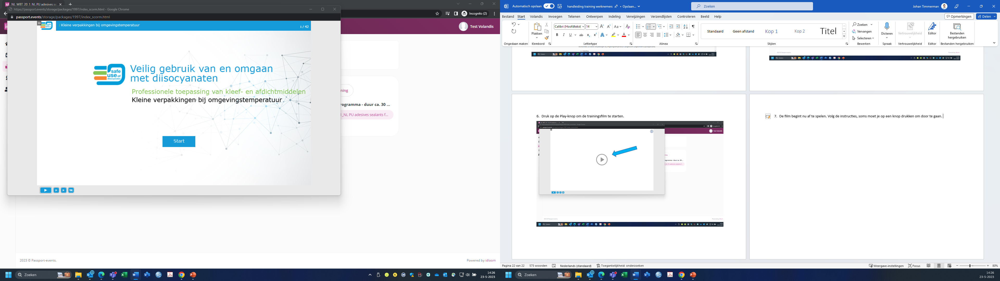 NL WBT 20_1_NL PU adesives se
https://passport.events/storage/packages/1997/index_scorm.html - Google Chrome
passport.events/storage/packages/1997/index_scorm.html
Incognito (2)
/ Kleine verpakkingen bij omgevingstemperatuur
1 / 42
Test Volandis
safe
use of
diisocyanaten
Veilig gebruik van en omgaan
met diisocyanaten
Professionele toepassing van kleef- en afdichtmiddelen
Kleine verpakkingen bij omgevingstemperatuur
Start
ning
rogramma - duur ca. 30 ...
1_NL PU adesives sealants f...
2023 © Passport-events.
Powered by idloom
Zoeken
14:26
23-5-2023
Automatisch opslaan
handleiding training werknemers • Opslaan...
Zoeken
Johan Timmerman
Bestand Start Volandis Invoegen Tekenen Ontwerpen Indeling Verwijzingen Verzendlijsten Controleren Beeld Help
Opmerkingen
Delen
Plakken
Calibri (Hoofdtekst
14
Standaard
Geen afstand
Kop 1
Kop 2
Titel
Zoeken
Vervangen
Selecteren
Dicteren
Vertrouwelijkheid
Editor
Bestanden
hergebruiken
Ongedaan maken Klembord Lettertype Alinea Stijlen Bewerken Spraak Vertrouwelijkheid Editor Bestanden hergebruiken
6. Druk op de Play-knop om de trainingsfilm te starten.
Test Volandis
7. De film begint nu af te spelen. Volg de instructies, soms moet je op een knop drukken om door te gaan.
Pagina 22 van 22 575 woorden Nederlands (standaard) Toegankelijkheid: onderzoeken
Weergave-instellingen Focus 80%
Zoeken
14:26
23-5-2023